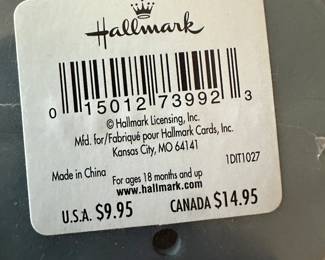 Hallmark
0 15012 73992 3
© Hallmark Licensing, Inc.
Mfd. for/Fabriqué pour Hallmark Cards, Inc.
Kansas City, MO 64141
1DIT1027
Made in China For ages 18 months and up
www.hallmark.com
U.S.A. $9.95 CANADA $14.95